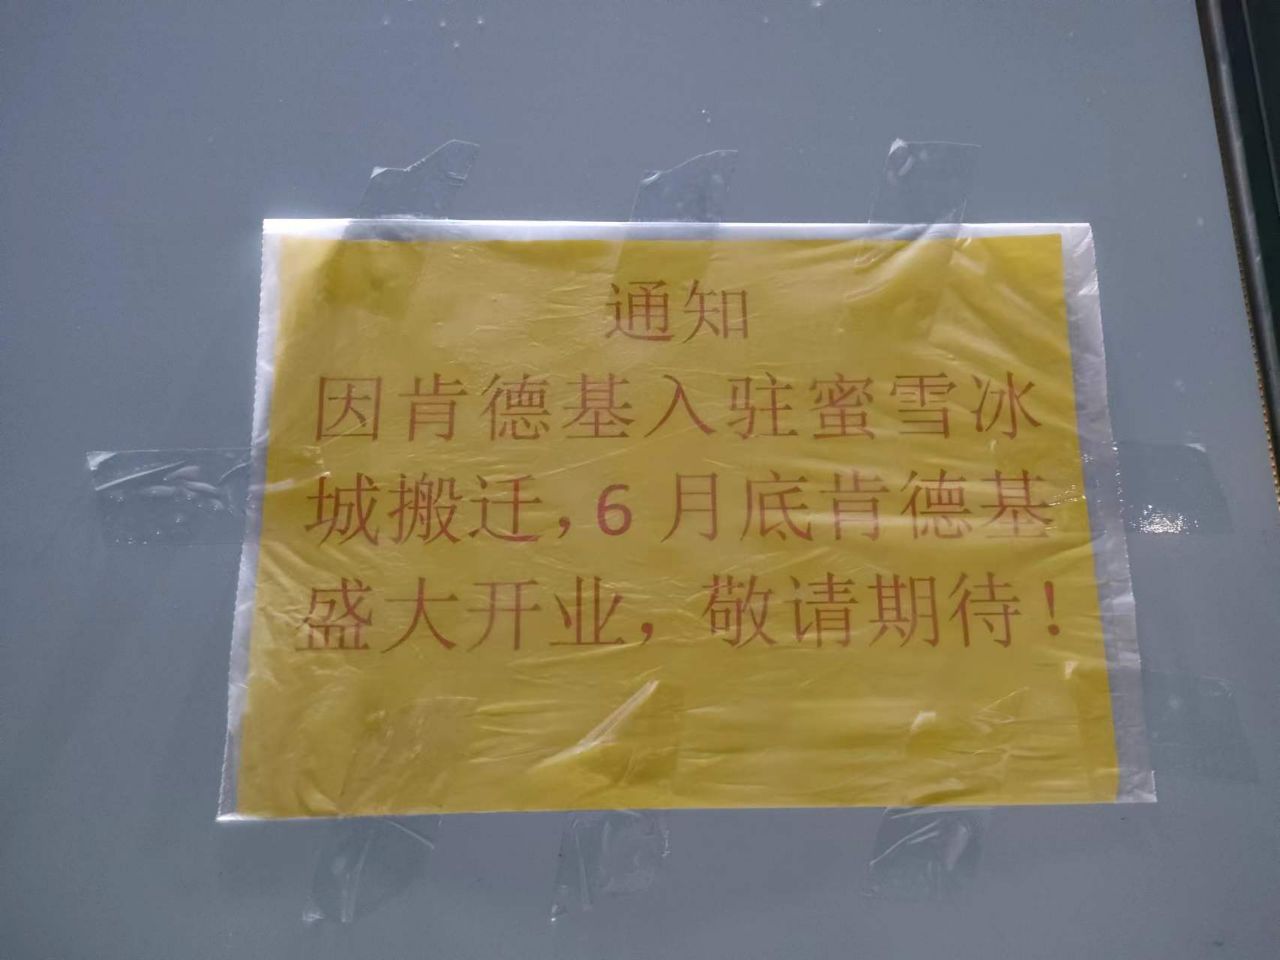 通知
因肯德基入驻蜜雪冰
城搬迁，6月底肯德基
盛大开业，敬请期待！